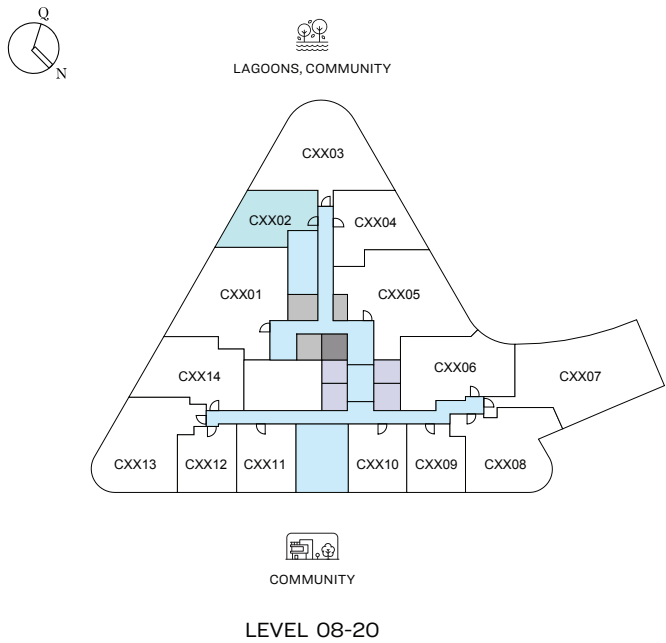 Q
N
LAGOONS, COMMUNITY
CXX03
CXX02
CXX04
CXX01
CXX05
CXX14
CXX06
CXX07
CXX13
CXX12
CXX11
CXX10
CXX09
CXX08
COMMUNITY
LEVEL 08-20